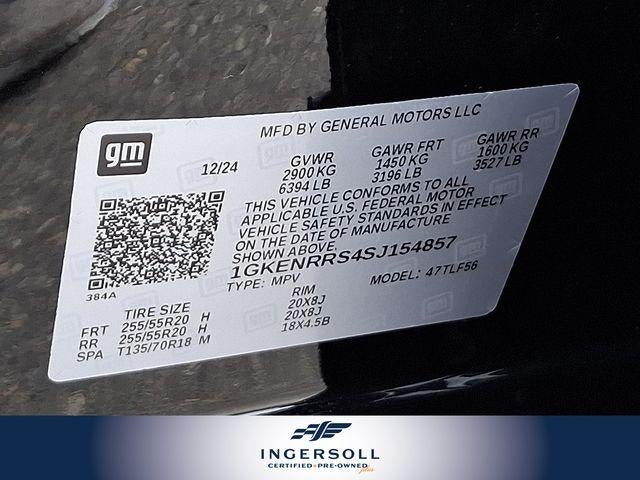 gm
MFD BY GENERAL MOTORS LLC
12/24 GVWR GAWR FRT GAWR RR
2900 KG 1450 KG 1600 KG
6394 LB 3196 LB 3527 LB
THIS VEHICLE CONFORMS TO ALL
APPLICABLE U.S. FEDERAL MOTOR
VEHICLE SAFETY STANDARDS IN EFFECT
ON THE DATE OF MANUFACTURE
SHOWN ABOVE.
1GKENRRS4SJ154857
TYPE: MPV MODEL: 47TLF56
384A
TIRE SIZE RIM
FRT 255/55R20 H 20X8J
RR 255/55R20 H 20X8J
SPA T135/70R18 M 18X4.5B
INGERSOLL
CERTIFIED • PRE-OWNED plus